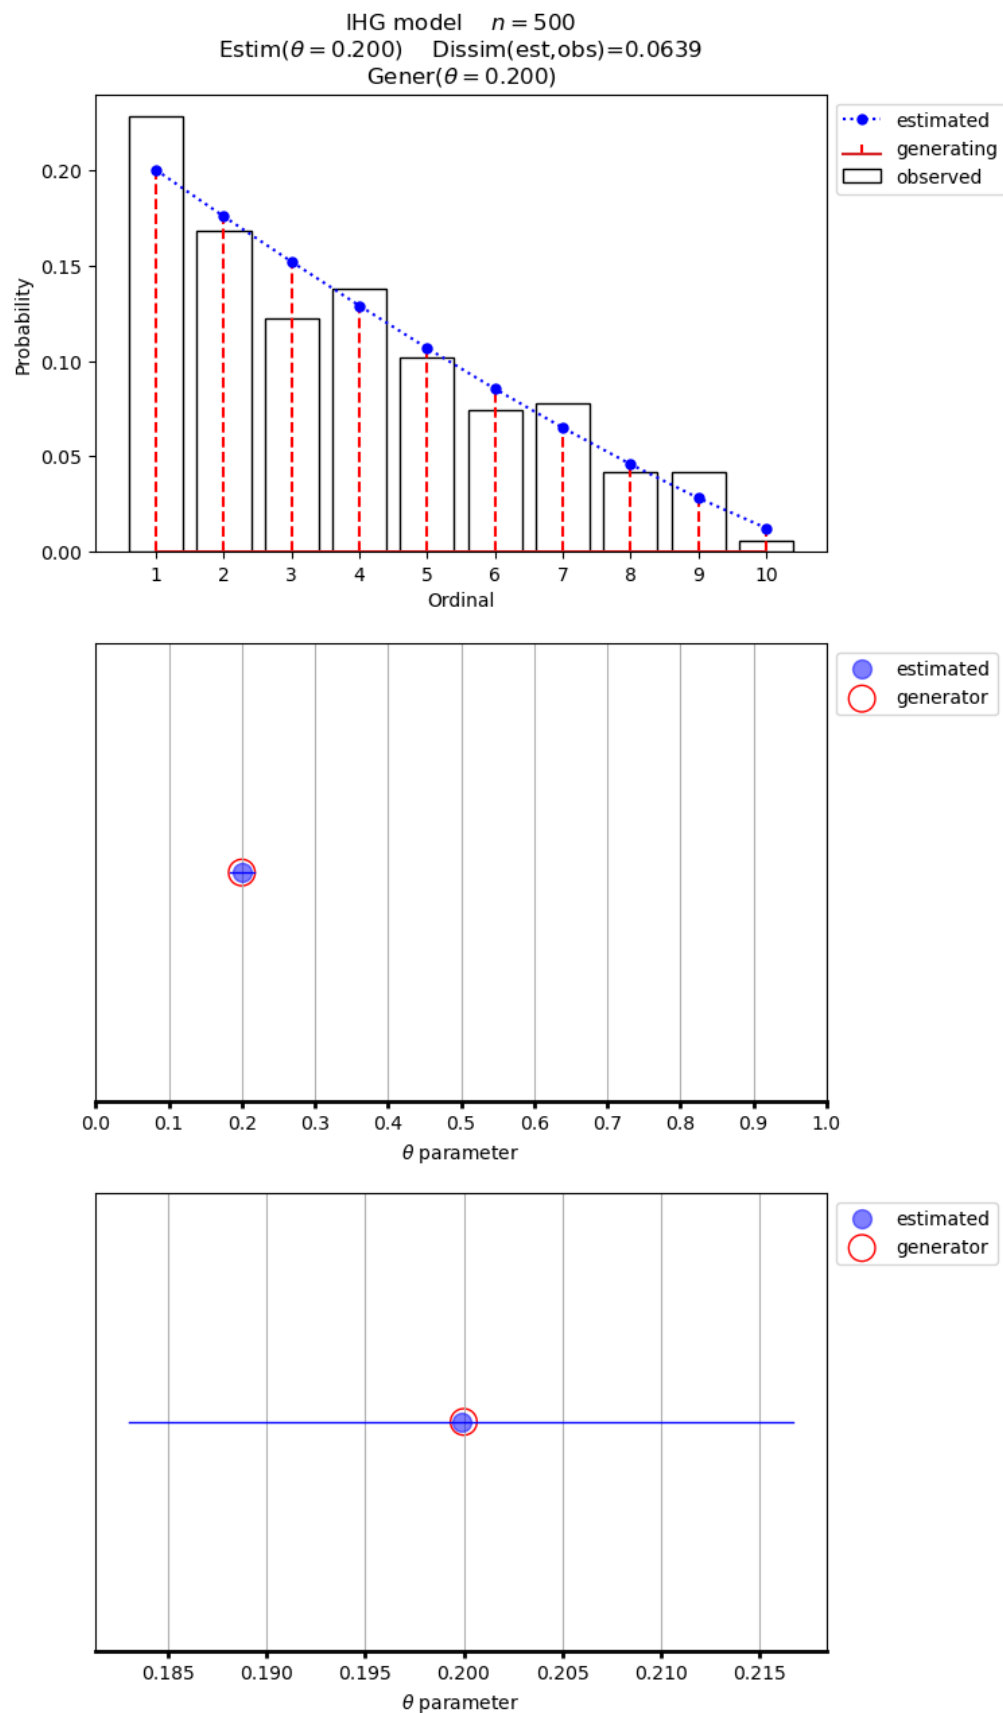 IHG model n = 500
Estim(θ = 0.200) Dissim(est,obs)=0.0639
Gener(θ = 0.200)
estimated
generating
observed
Probability
0.20
0.15
0.10
0.05
0.00
1 2 3 4 5 6 7 8 9 10
Ordinal
estimated
generator
0.0 0.1 0.2 0.3 0.4 0.5 0.6 0.7 0.8 0.9 1.0
θ parameter
estimated
generator
0.185 0.190 0.195 0.200 0.205 0.210 0.215
θ parameter